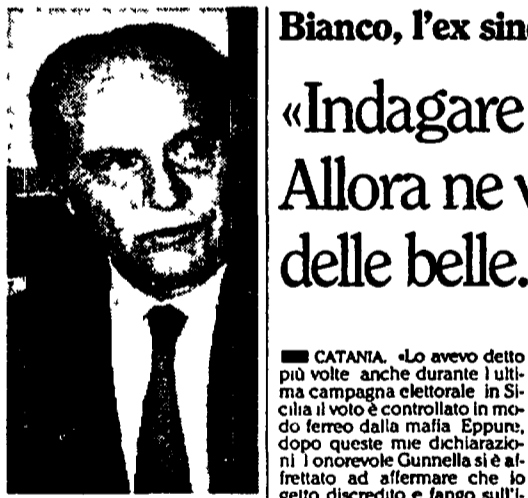 Bianco, l'ex sin
«Indagare
Allora ne v
delle belle.
CATANIA. «Lo avevo detto
più volte anche durante l ulti-
ma campagna elettorale in Si-
cilia il voto è controllato in mo-
do ferreo dalla mafia Eppure,
dopo queste mie dichiarazio-
ni l onorevole Gunnella si è af-
frettato ad affermare che io
getto discredito e fango sull'i-